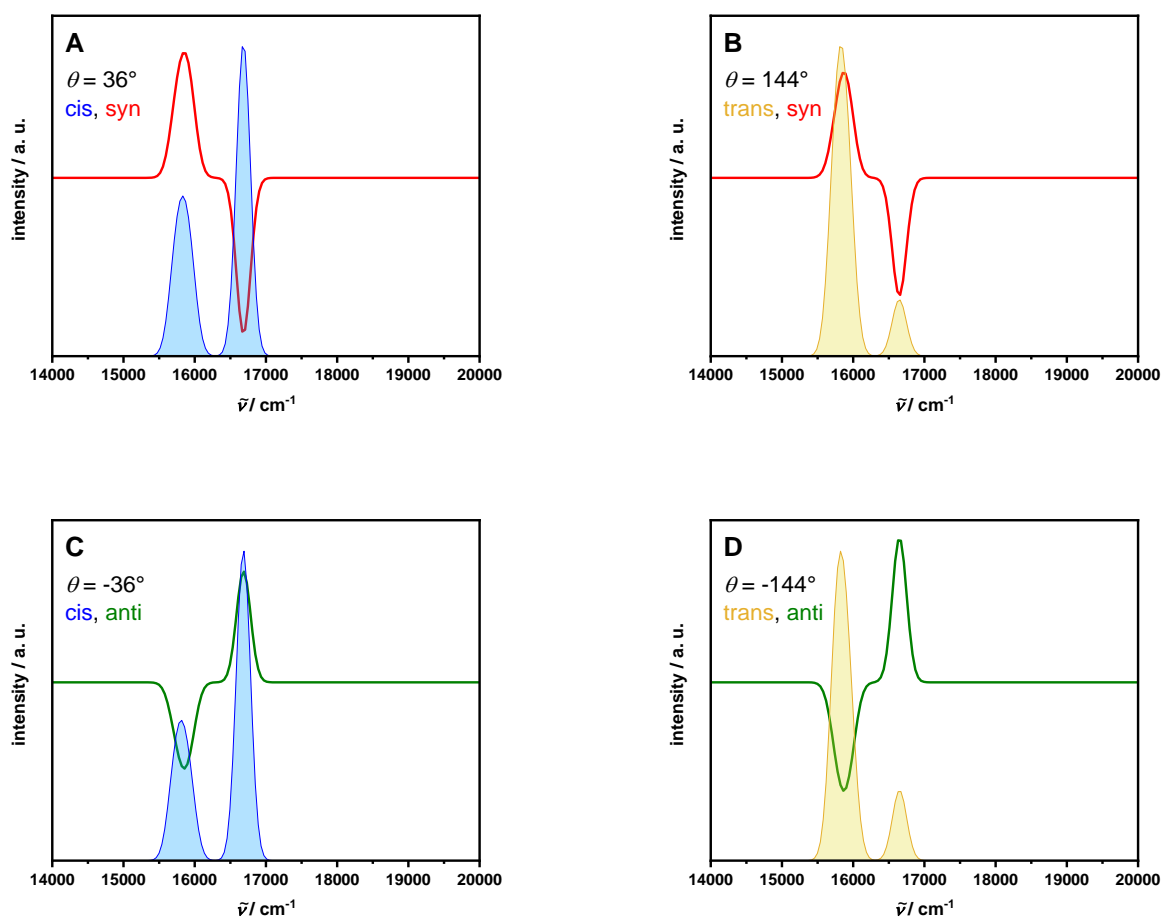 A
θ = 36°
cis, syn
intensity / a. u.
14000 15000 16000 17000 18000 19000 20000
ṽ / cm⁻¹
B
θ = 144°
trans, syn
intensity / a. u.
14000 15000 16000 17000 18000 19000 20000
ṽ / cm⁻¹
C
θ = -36°
cis, anti
intensity / a. u.
14000 15000 16000 17000 18000 19000 20000
ṽ / cm⁻¹
D
θ = -144°
trans, anti
intensity / a. u.
14000 15000 16000 17000 18000 19000 20000
ṽ / cm⁻¹